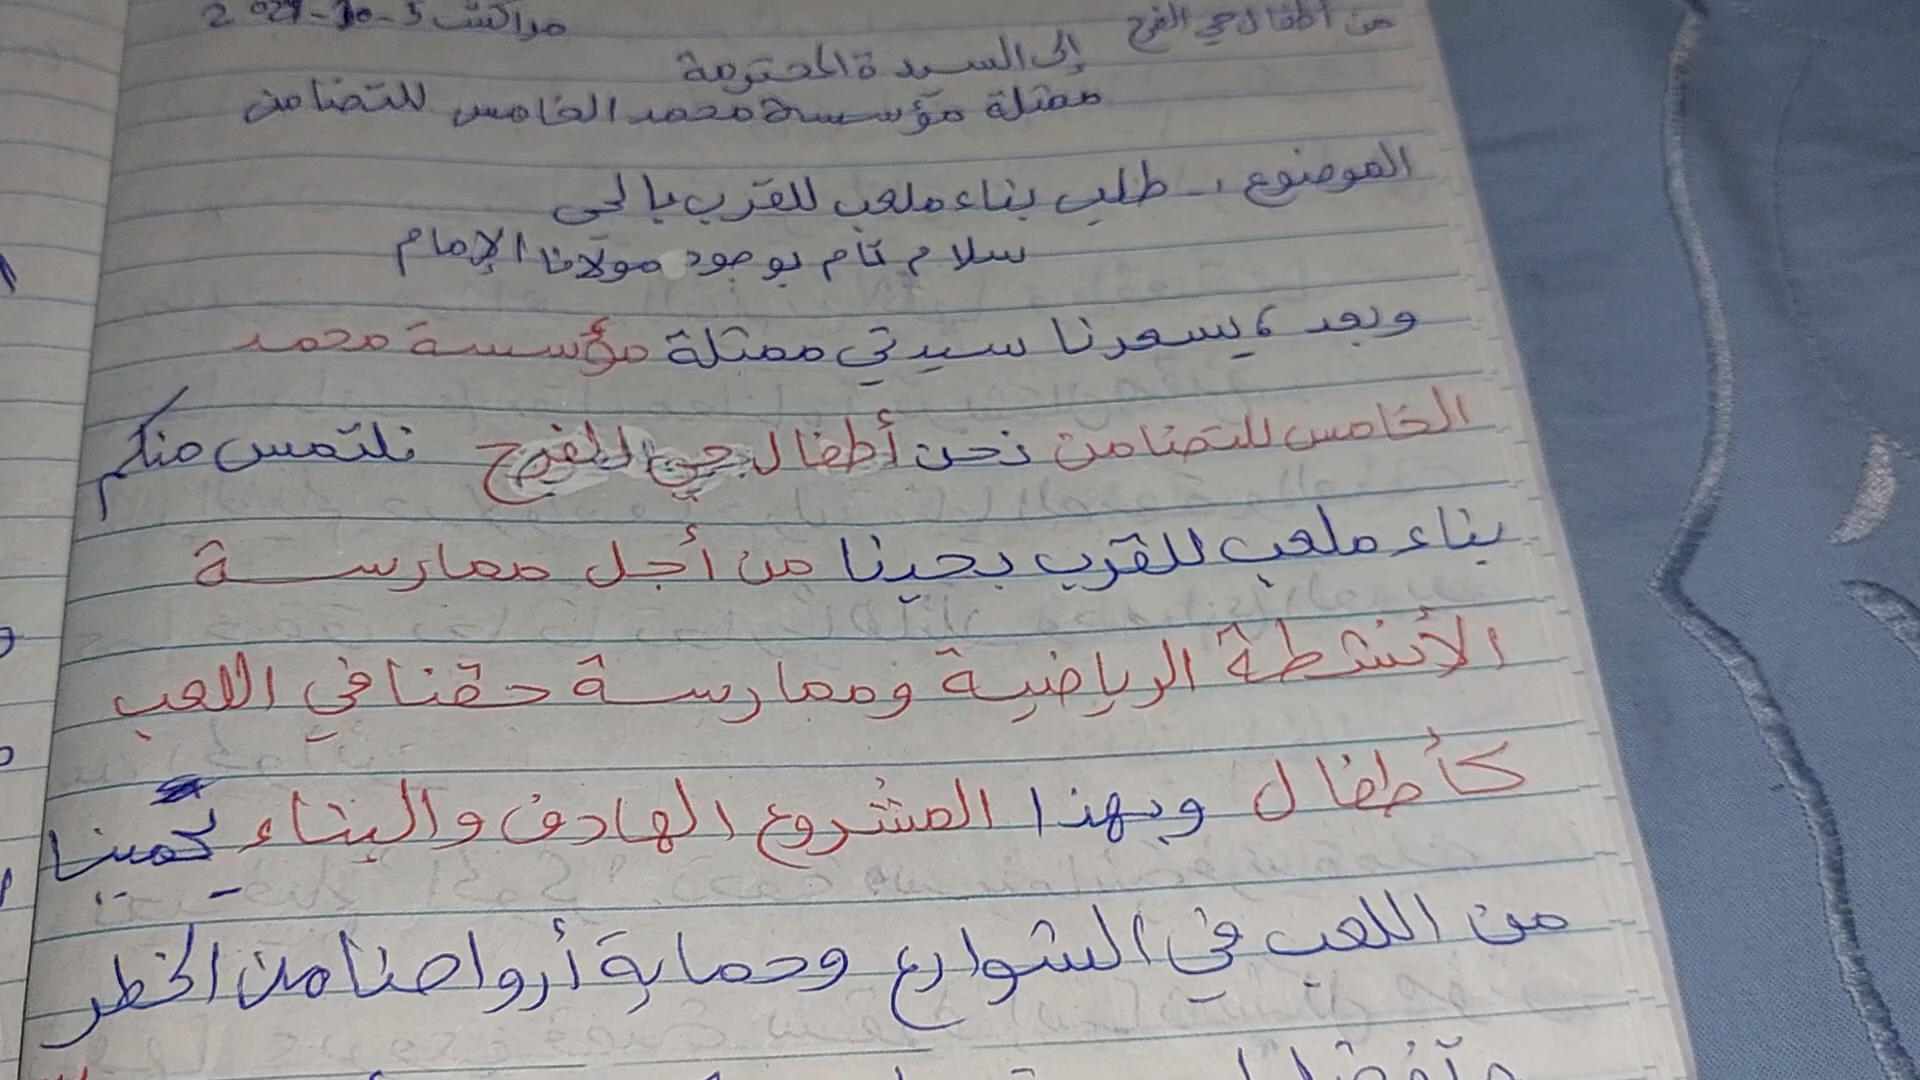 من أطفال حي الفرح مراكش 5-10-2021
إلى السيدة المحترمة
ممثلة مؤسسة محمد الخامس للتضامن
الموضوع :- طلب بناء ملعب للقرب بالحي
سلام تام بوجود مولانا الإمام
وبعد ، يسعدنا سيدتي ممثلة مؤسسة محمد
الخامس للتضامن نحن أطفال حي الفرح نلتمس منكم
بناء ملعب للقرب بحينا من أجل ممارسة
الأنشطة الرياضية وممارسة حقنا في اللعب
كأطفال وبهذا المشروع الهادف والبناء يحمينا
من اللعب في الشوارع وحماية أرواحنا من الخطر